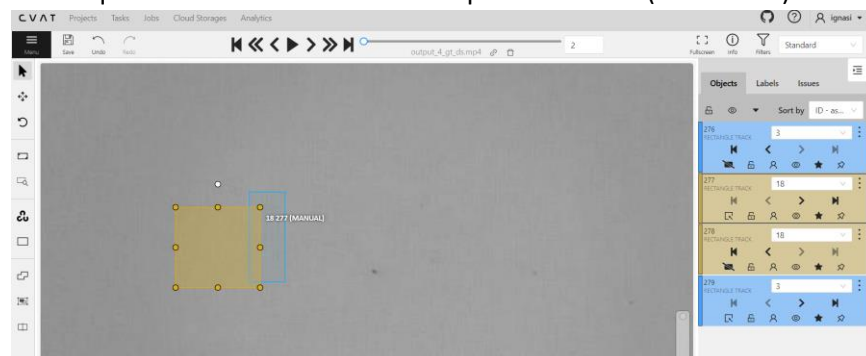 CVAT Projects Tasks Jobs Cloud Storages Analytics ignasi
Menu Save Undo Redo output_4_gt_ds.mp4 2 Fullscreen Info Filters Standard
Objects Labels Issues
Sort by ID - as...
276 3
RECTANGLE TRACK
277 18
RECTANGLE TRACK
18 277 (MANUAL)
278 18
RECTANGLE TRACK
279 3
RECTANGLE TRACK